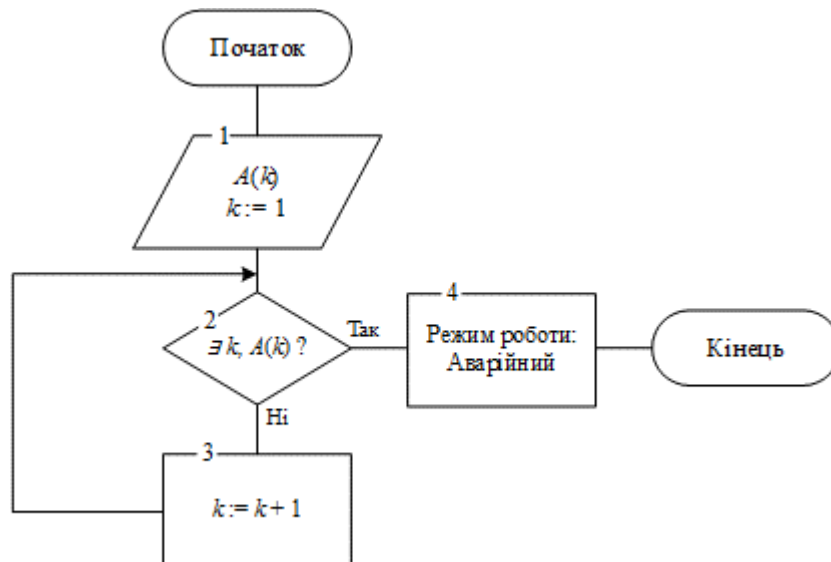 Початок
1
A(k)
k := 1
2
∃ k, A(k) ?
Так
4
Режим роботи:
Аварійний
Кінець
Ні
3
k := k + 1